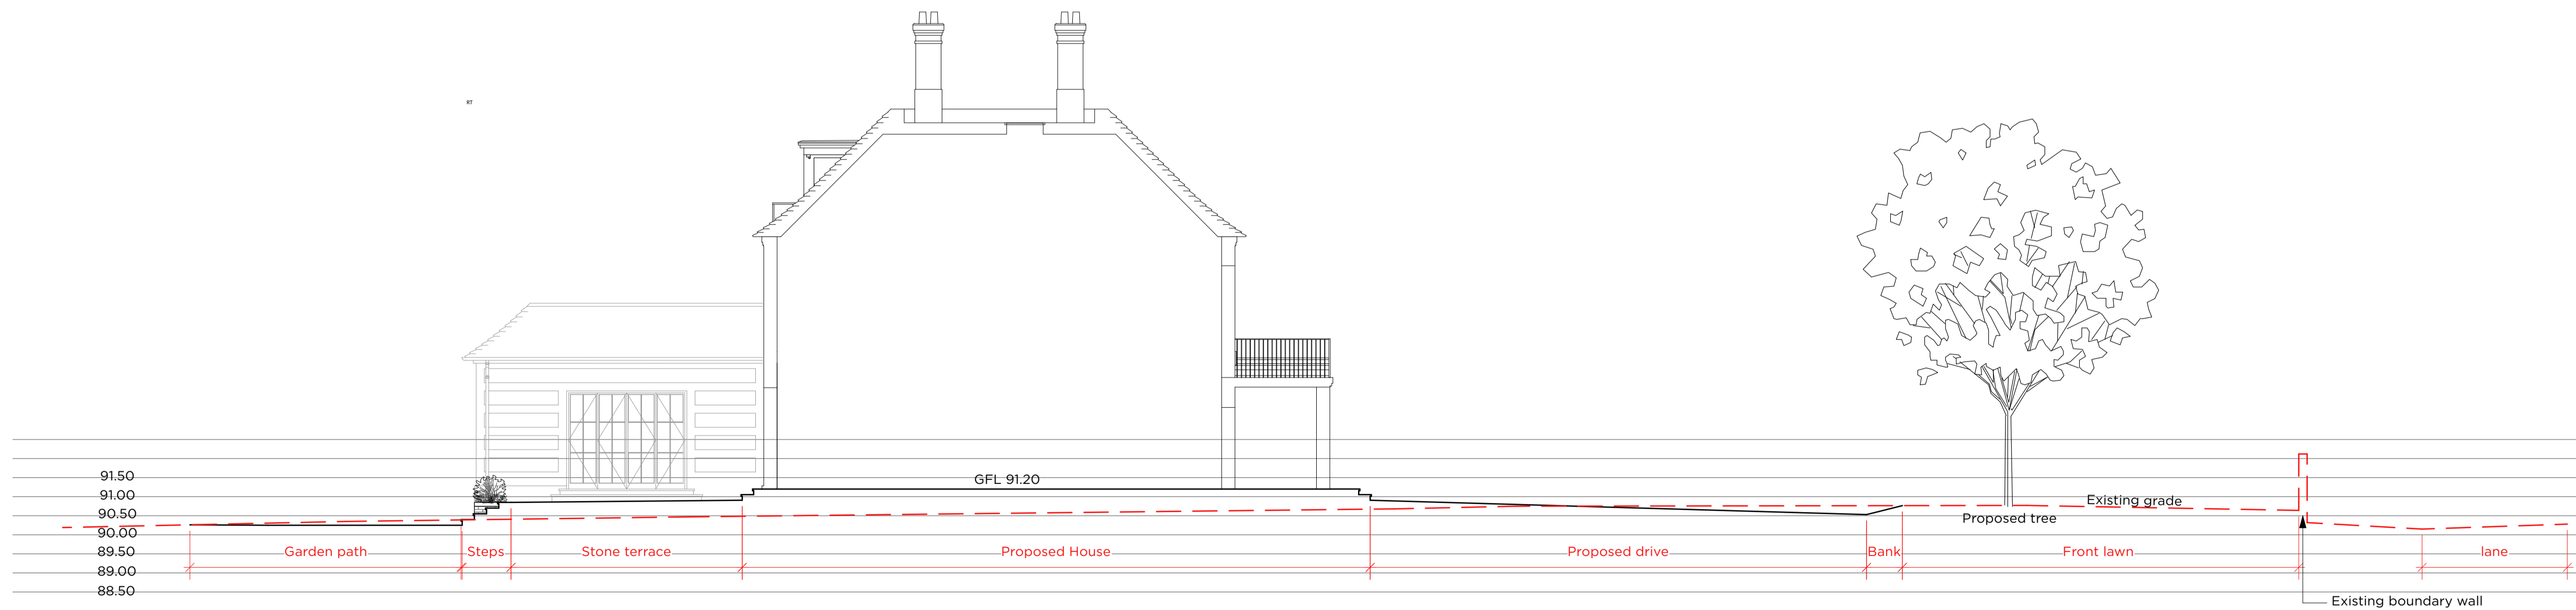 RT
91.50
GFL 91.20
91.00
Existing grade
90.50
Proposed tree
90.00
89.50
Garden path
Steps
Stone terrace
Proposed House
Proposed drive
Bank
Front lawn
lane
89.00
88.50
Existing boundary wall